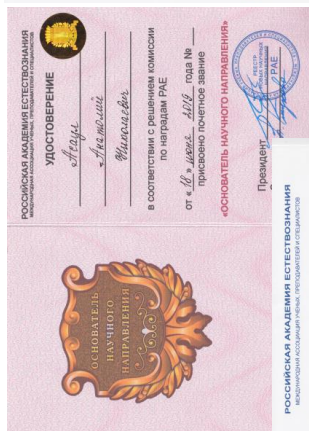 РОССИЙСКАЯ АКАДЕМИЯ ЕСТЕСТВОЗНАНИЯ
МЕЖДУНАРОДНАЯ АССОЦИАЦИЯ УЧЕНЫХ, ПРЕПОДАВАТЕЛЕЙ И СПЕЦИАЛИСТОВ
УДОСТОВЕРЕНИЕ
Анатолий
Николаевич
в соответствии с решением комиссии
по наградам РАЕ
от « 18 » июня 2019 года №
присвоено почетное звание
«ОСНОВАТЕЛЬ НАУЧНОГО НАПРАВЛЕНИЯ»
Президент
РЕЕСТР
НАУЧНЫХ
РАЕ
ОСНОВАТЕЛЬ
НАУЧНОГО
НАПРАВЛЕНИЯ
РОССИЙСКАЯ АКАДЕМИЯ ЕСТЕСТВОЗНАНИЯ
МЕЖДУНАРОДНАЯ АССОЦИАЦИЯ УЧЕНЫХ, ПРЕПОДАВАТЕЛЕЙ И СПЕЦИАЛИСТОВ